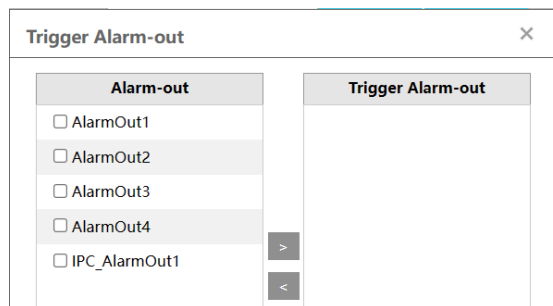 Trigger Alarm-out ×
Alarm-out
Trigger Alarm-out
AlarmOut1
AlarmOut2
AlarmOut3
AlarmOut4
IPC_AlarmOut1
>
<